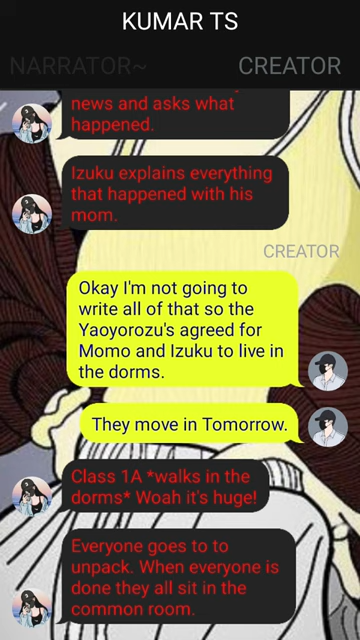 KUMAR TS
NARRATOR~
CREATOR
news and asks what
happened.
Izuku explains everything
that happened with his
mom.
CREATOR
Okay I'm not going to
write all of that so the
Yaoyorozu's agreed for
Momo and Izuku to live in
the dorms.
They move in Tomorrow.
Class 1A *walks in the
dorms* Woah it's huge!
Everyone goes to to
unpack. When everyone is
done they all sit in the
common room.